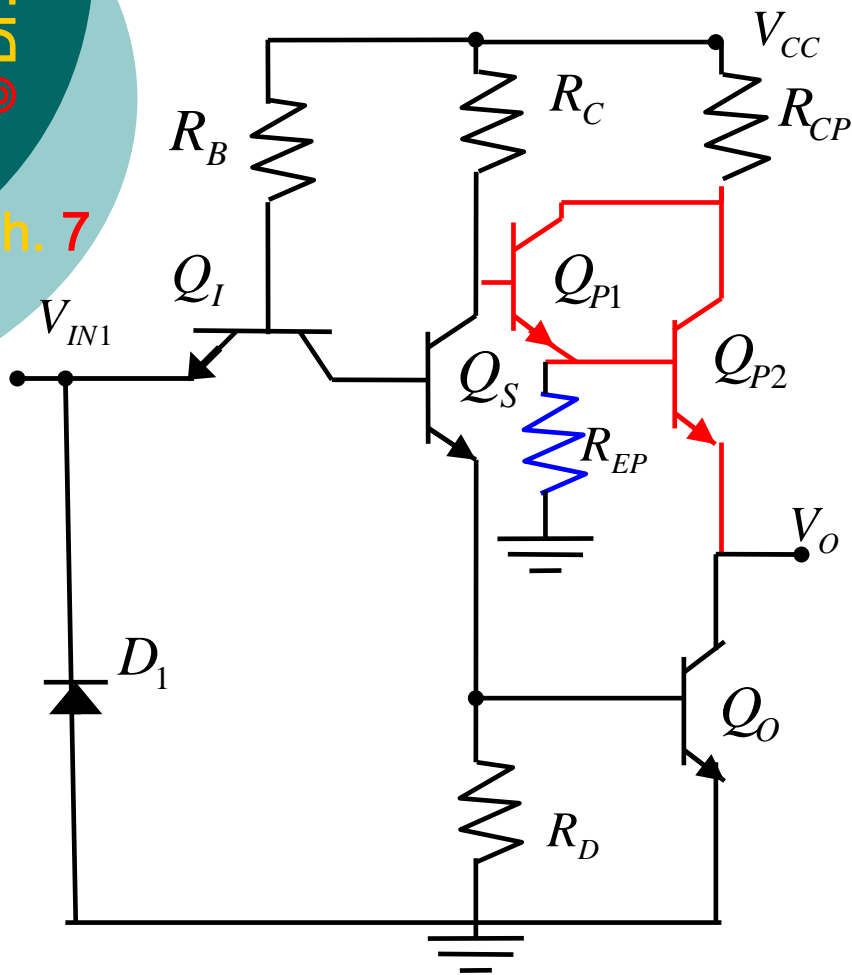 V_CC
R_C
R_CP
R_B
h. 7
Q_I
Q_P1
V_IN1
Q_P2
Q_S
R_EP
V_O
D_1
Q_O
R_D